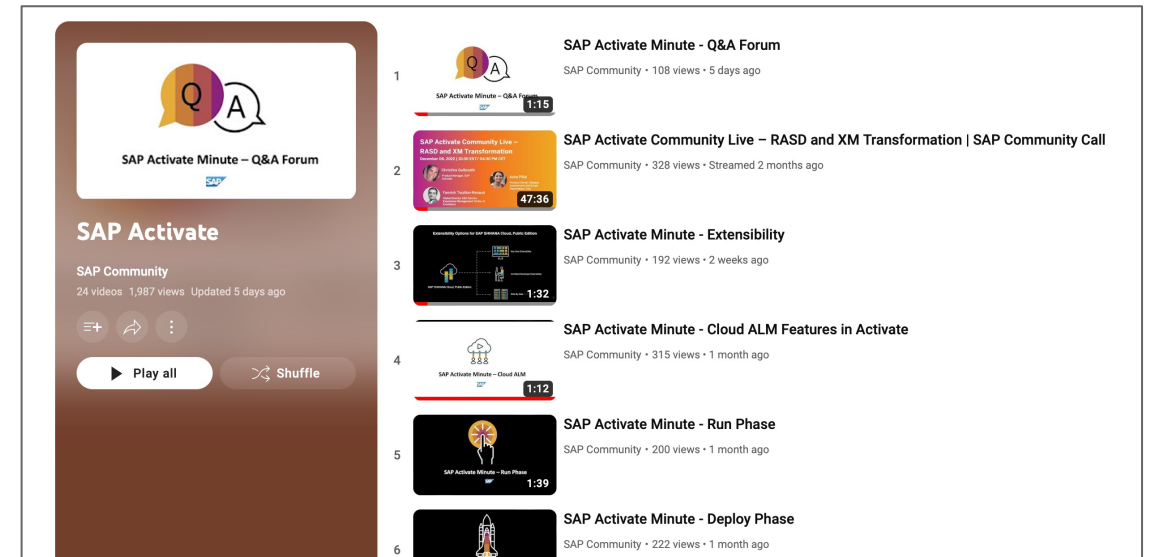 Q A
SAP Activate Minute – Q&A Forum
SAP
SAP Activate
SAP Community
24 videos 1,987 views Updated 5 days ago
Play all
Shuffle
1
Q A
SAP Activate Minute – Q&A Forum
SAP
1:15
SAP Activate Minute - Q&A Forum
SAP Community • 108 views • 5 days ago
2
SAP Activate Community Live –
RASD and XM Transformation
47:36
SAP Activate Community Live – RASD and XM Transformation | SAP Community Call
SAP Community • 328 views • Streamed 2 months ago
3
Extensibility Options for SAP S/4HANA Cloud, Public Edition
1:32
SAP Activate Minute - Extensibility
SAP Community • 192 views • 2 weeks ago
4
SAP Activate Minute – Cloud ALM
SAP
1:12
SAP Activate Minute - Cloud ALM Features in Activate
SAP Community • 315 views • 1 month ago
5
SAP Activate Minute – Run Phase
SAP
1:39
SAP Activate Minute - Run Phase
SAP Community • 200 views • 1 month ago
6
SAP Activate Minute - Deploy Phase
SAP Community • 222 views • 1 month ago